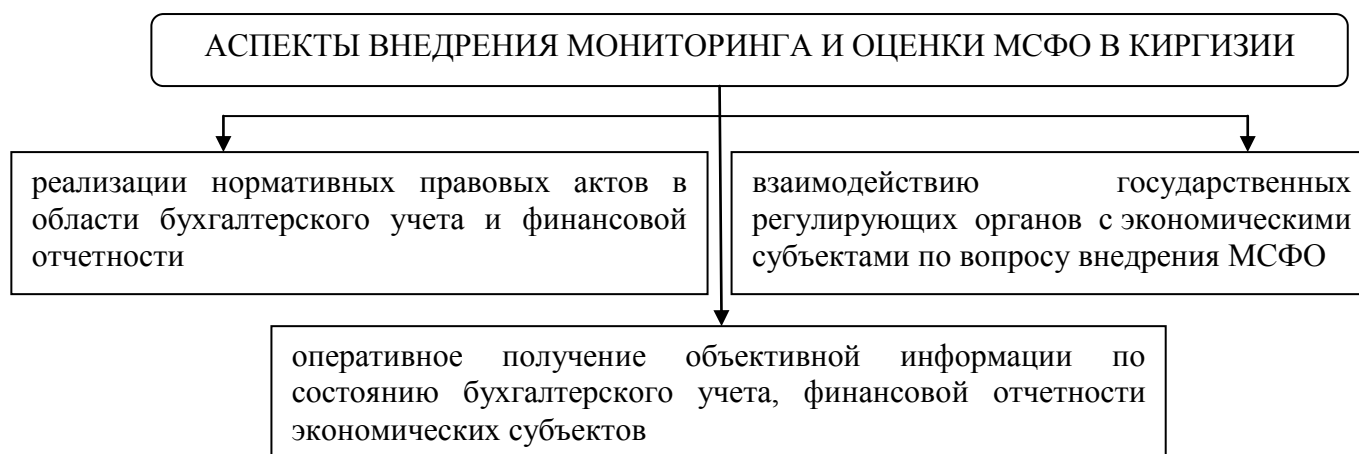 АСПЕКТЫ ВНЕДРЕНИЯ МОНИТОРИНГА И ОЦЕНКИ МСФО В КИРГИЗИИ
реализации нормативных правовых актов в
области бухгалтерского учета и финансовой
отчетности
взаимодействию государственных
регулирующих органов с экономическими
субъектами по вопросу внедрения МСФО
оперативное получение объективной информации по
состоянию бухгалтерского учета, финансовой отчетности
экономических субъектов